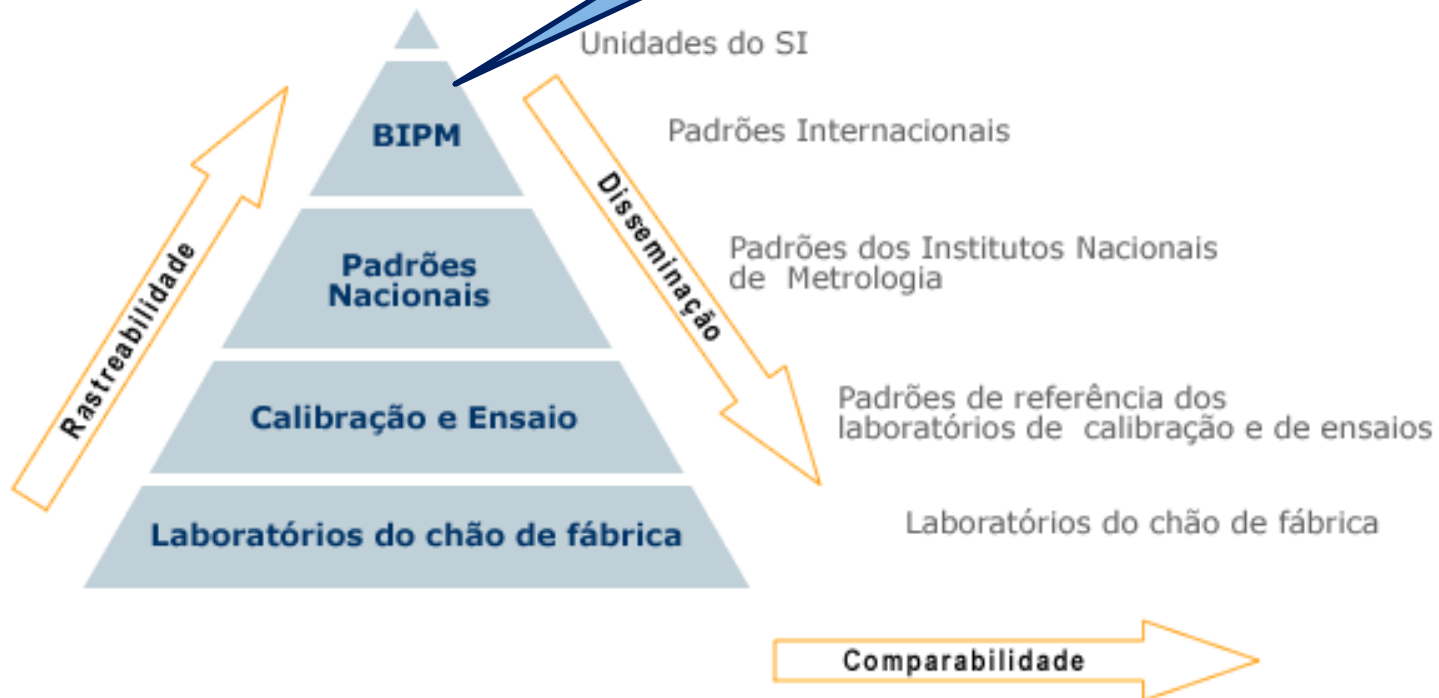 Unidades do SI
BIPM
Padrões Internacionais
Rastreabilidade
Disseminação
Padrões
Nacionais
Padrões dos Institutos Nacionais
de Metrologia
Calibração e Ensaio
Padrões de referência dos
laboratórios de calibração e de ensaios
Laboratórios do chão de fábrica
Laboratórios do chão de fábrica
Comparabilidade